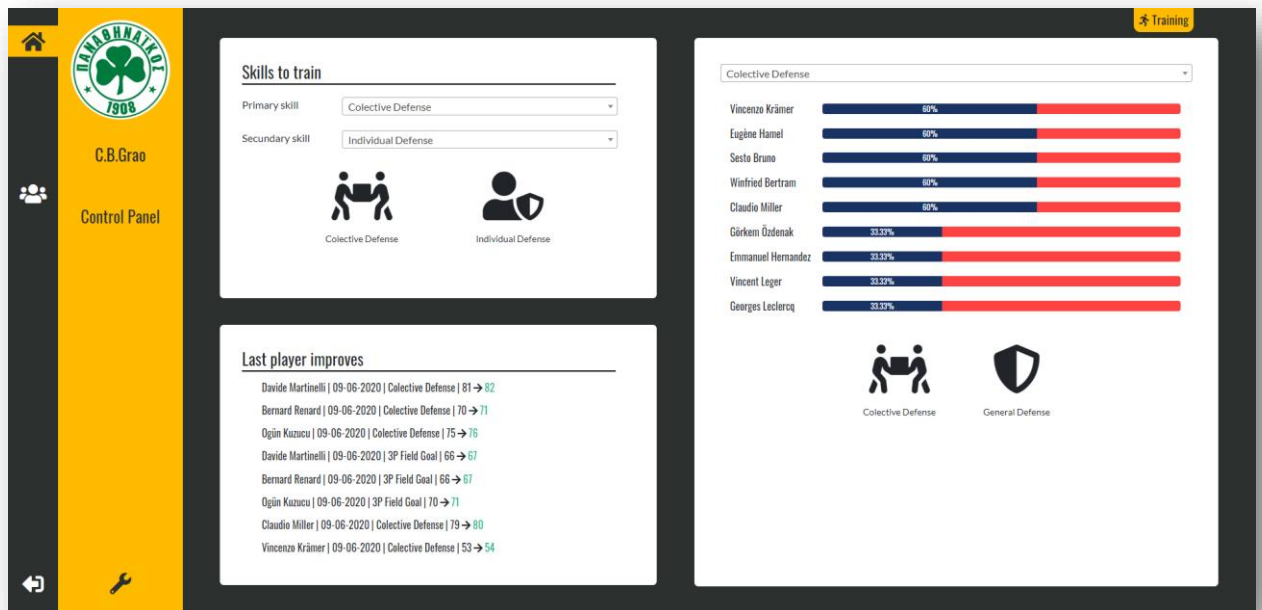 Training
ΠΑΝΑΘΗΝΑΪΚΟΣ
1908
C.B.Grao
Control Panel
Skills to train
Primary skill
Colective Defense
Secundary skill
Individual Defense
Colective Defense
Individual Defense
Last player improves
Davide Martinelli | 09-06-2020 | Colective Defense | 81 → 82
Bernard Renard | 09-06-2020 | Colective Defense | 70 → 71
Ogün Kuzucu | 09-06-2020 | Colective Defense | 75 → 76
Davide Martinelli | 09-06-2020 | 3P Field Goal | 66 → 67
Bernard Renard | 09-06-2020 | 3P Field Goal | 66 → 67
Ogün Kuzucu | 09-06-2020 | 3P Field Goal | 70 → 71
Claudio Miller | 09-06-2020 | Colective Defense | 79 → 80
Vincenzo Krämer | 09-06-2020 | Colective Defense | 53 → 54
Colective Defense
Vincenzo Krämer 60%
Eugène Hamel 60%
Sesto Bruno 60%
Winfried Bertram 60%
Claudio Miller 60%
Görkem Özdenak 33.33%
Emmanuel Hernandez 33.33%
Vincent Leger 33.33%
Georges Leclercq 33.33%
Colective Defense
General Defense